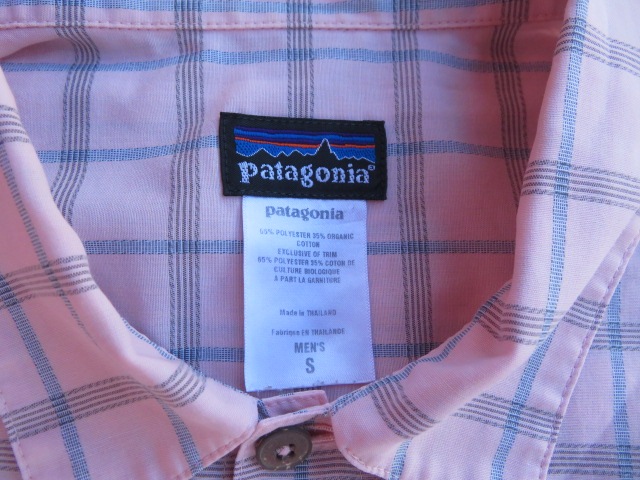 patagonia®
patagonia
65% POLYESTER 35% ORGANIC
COTTON
EXCLUSIVE OF TRIM
65% POLYESTER 35% COTON DE
CULTURE BIOLOGIQUE
A PART LA GARNITURE
Made in THAILAND
Fabrique en THAILANDE
MEN'S
S